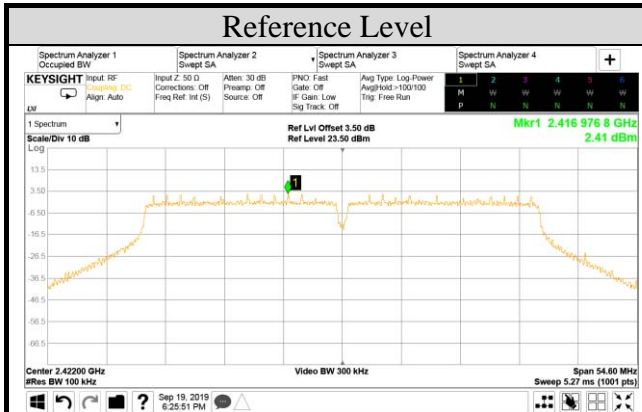 Reference Level
Spectrum Analyzer 1
Occupied BW
Spectrum Analyzer 2
Swept SA
Spectrum Analyzer 3
Swept SA
Spectrum Analyzer 4
Swept SA
+
KEYSIGHT
Input: RF
Coupling: DC
Align: Auto
Input Z: 50 Ω
Corrections: Off
Freq Ref: Int (S)
Atten: 30 dB
Preamp: Off
Source: Off
PNO: Fast
Gate: Off
IF Gain: Low
Sig Track: Off
Avg Type: Log-Power
Avg|Hold:>100/100
Trig: Free Run
1 2 3 4 5 6
M W W W W W
P N N N N N
LXI
1 Spectrum
Scale/Div 10 dB
Log
Ref Lvl Offset 3.50 dB
Ref Level 23.50 dBm
Mkr1 2.416 976 8 GHz
2.41 dBm
1
13.5
3.50
-6.50
-16.5
-26.5
-36.5
-46.5
-56.5
-66.5
Center 2.42200 GHz
#Res BW 100 kHz
Video BW 300 kHz
Span 54.60 MHz
Sweep 5.27 ms (1001 pts)
?
Sep 19, 2019
6:25:51 PM